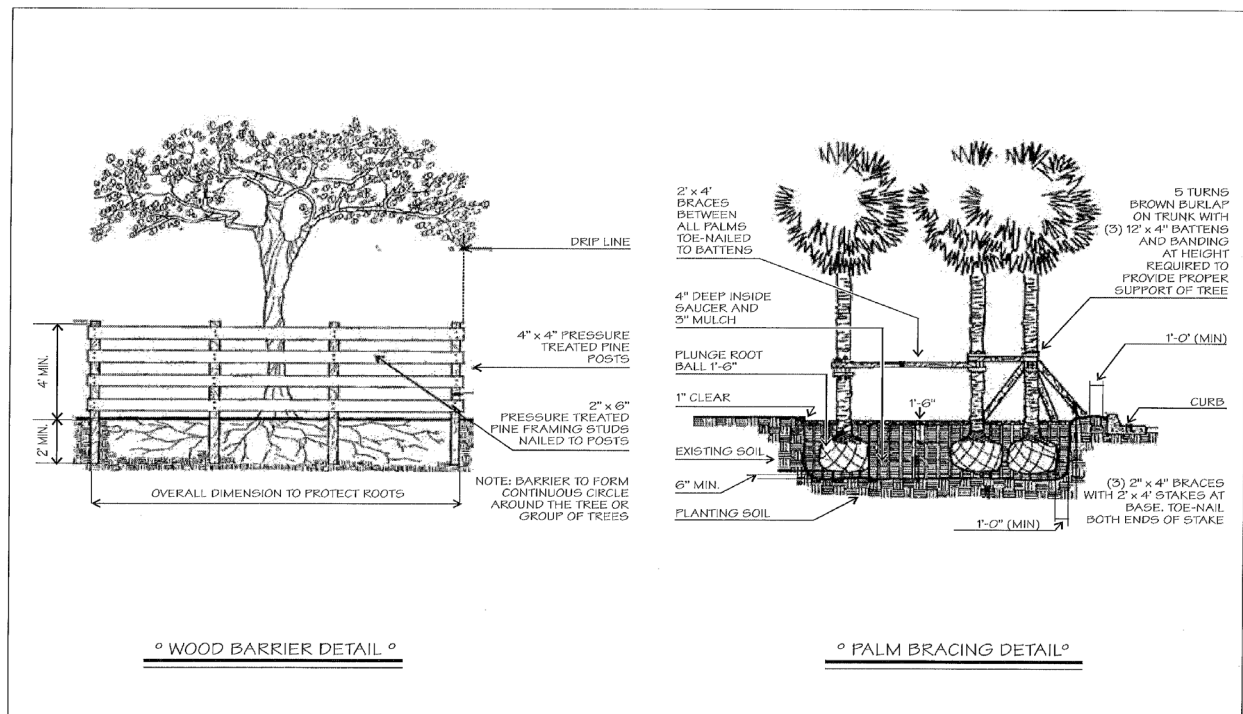 DRIP LINE
4" x 4" PRESSURE
TREATED PINE
POSTS
2" x 6"
PRESSURE TREATED
PINE FRAMING STUDS
NAILED TO POSTS
4' MIN.
2' MIN.
OVERALL DIMENSION TO PROTECT ROOTS
NOTE: BARRIER TO FORM
CONTINUOUS CIRCLE
AROUND THE TREE OR
GROUP OF TREES
° WOOD BARRIER DETAIL °
2' x 4'
BRACES
BETWEEN
ALL PALMS
TOE-NAILED
TO BATTENS
4" DEEP INSIDE
SAUCER AND
3" MULCH
PLUNGE ROOT
BALL 1'-6"
1" CLEAR
EXISTING SOIL
6" MIN.
PLANTING SOIL
1'-6"
5 TURNS
BROWN BURLAP
ON TRUNK WITH
(3) 12' x 4" BATTENS
AND BANDING
AT HEIGHT
REQUIRED TO
PROVIDE PROPER
SUPPORT OF TREE
1'-0" (MIN)
CURB
(3) 2" x 4" BRACES
WITH 2' x 4' STAKES AT
BASE. TOE-NAIL
BOTH ENDS OF STAKE
1'-0" (MIN)
° PALM BRACING DETAIL°